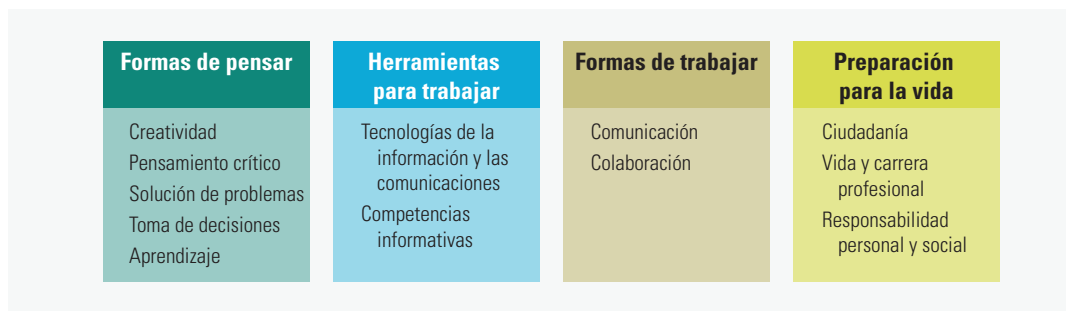 Formas de pensar
Creatividad
Pensamiento crítico
Solución de problemas
Toma de decisiones
Aprendizaje
Herramientas
para trabajar
Tecnologías de la
información y las
comunicaciones
Competencias
informativas
Formas de trabajar
Comunicación
Colaboración
Preparación
para la vida
Ciudadanía
Vida y carrera
profesional
Responsabilidad
personal y social